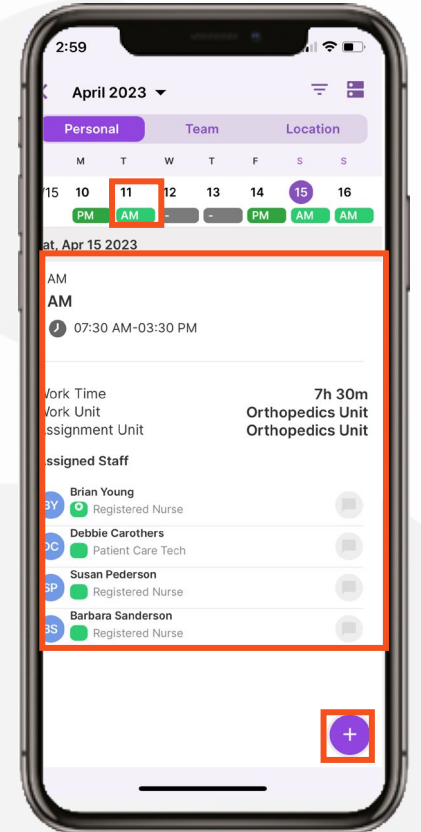 2:59
April 2023
Personal Team Location
M T W T F S S
/15 10 11 12 13 14 15 16
PM AM - - PM AM AM
at, Apr 15 2023
AM
AM
07:30 AM-03:30 PM
Work Time 7h 30m
Work Unit Orthopedics Unit
ssignment Unit Orthopedics Unit
ssigned Staff
BY Brian Young
Registered Nurse
DC Debbie Carothers
Patient Care Tech
SP Susan Pederson
Registered Nurse
BS Barbara Sanderson
Registered Nurse
+